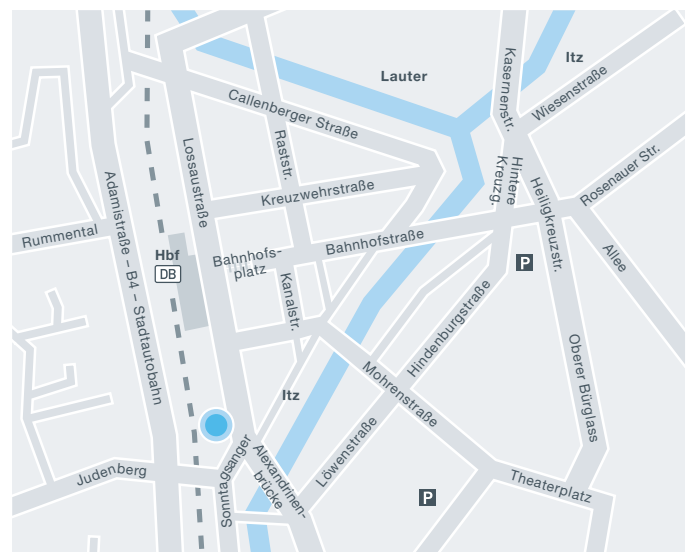 Lauter
Itz
Kasernenstr.
Wiesenstraße
Callenberger Straße
Raststr.
Lossaustraße
Kreuzwehrstraße
Hintere
Kreuzg.
Rosenauer Str.
Heiligkreuzstr.
Adamistraße – B4 – Stadtautobahn
Rummental
Hbf
DB
Bahnhofs-
platz
Bahnhofstraße
Allee
P
Kanalstr.
Hindenburgstraße
Oberer Bürglass
Mohrenstraße
Itz
Löwenstraße
Sonntagsanger
Alexandrinen-
brücke
Judenberg
Theaterplatz
P